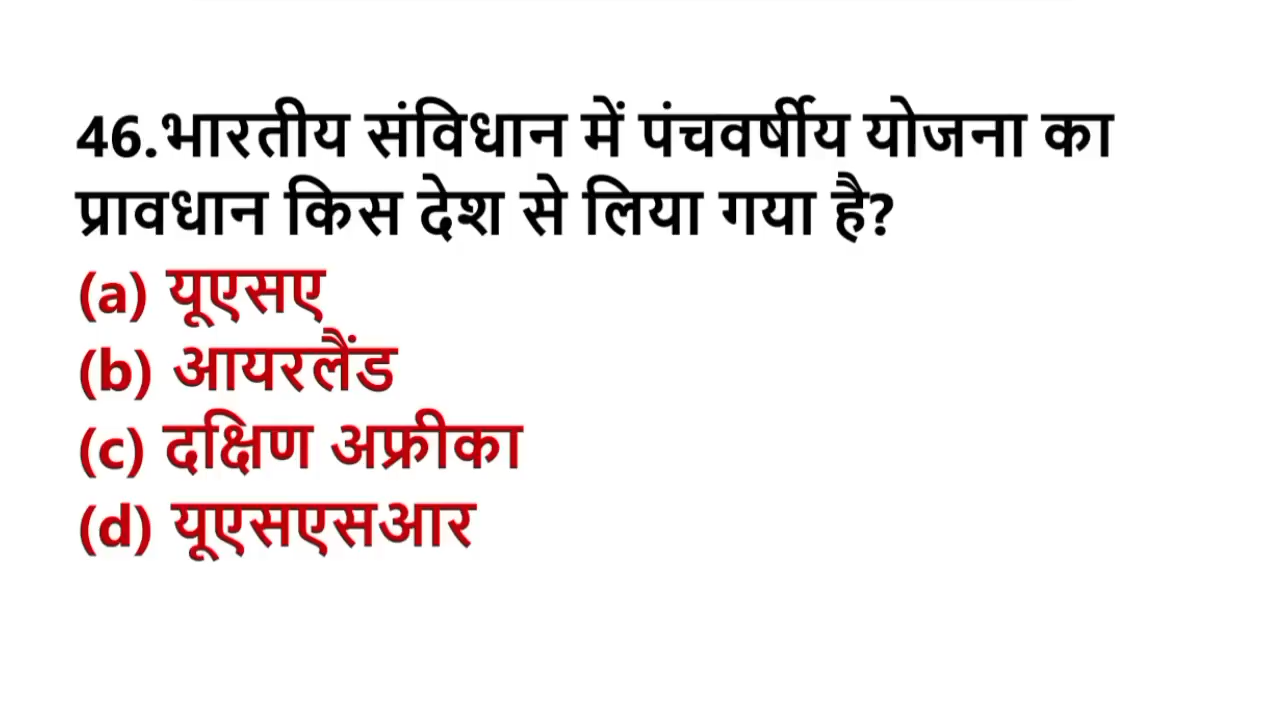 46.भारतीय संविधान में पंचवर्षीय योजना का
प्रावधान किस देश से लिया गया है?
(a) यूएसए
(b) आयरलैंड
(c) दक्षिण अफ्रीका
(d) यूएसएसआर